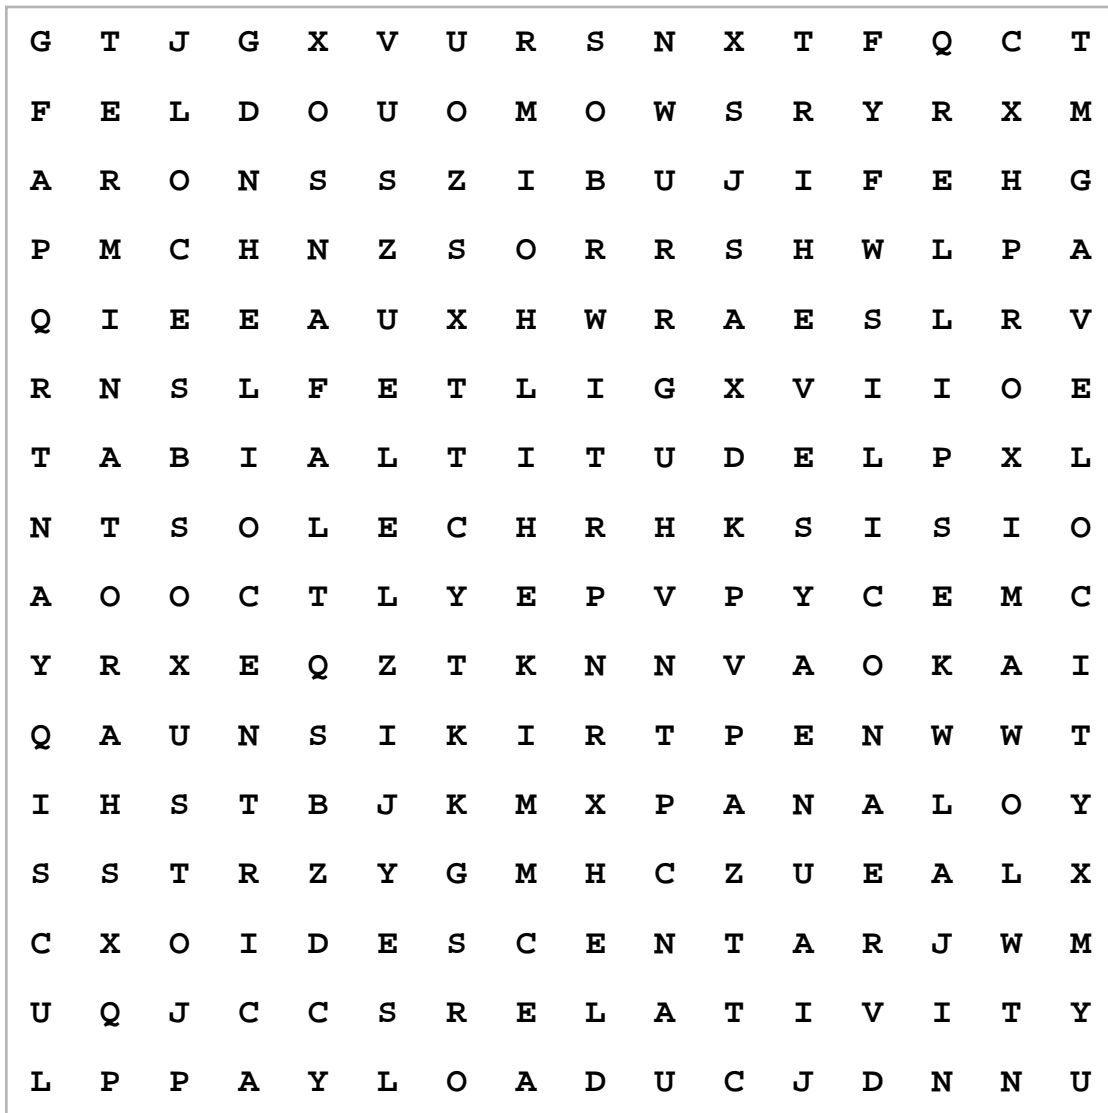 G T J G X V U R S N X T F Q C T
F E L D O U O M O W S R Y R X M
A R O N S S Z I B U J I F E H G
P M C H N Z S O R R S H W L P A
Q I E E A U X H W R A E S L R V
R N S L F E T L I G X V I I O E
T A B I A L T I T U D E L P X L
N T S O L E C H R H K S I S I O
A O O C T L Y E P V P Y C E M C
Y R X E Q Z T K N N V A O K A I
Q A U N S I K I R T P E N W W T
I H S T B J K M X P A N A L O Y
S S T R Z Y G M H C Z U E A L X
C X O I D E S C E N T A R J W M
U Q J C C S R E L A T I V I T Y
L P P A Y L O A D U C J D N N U